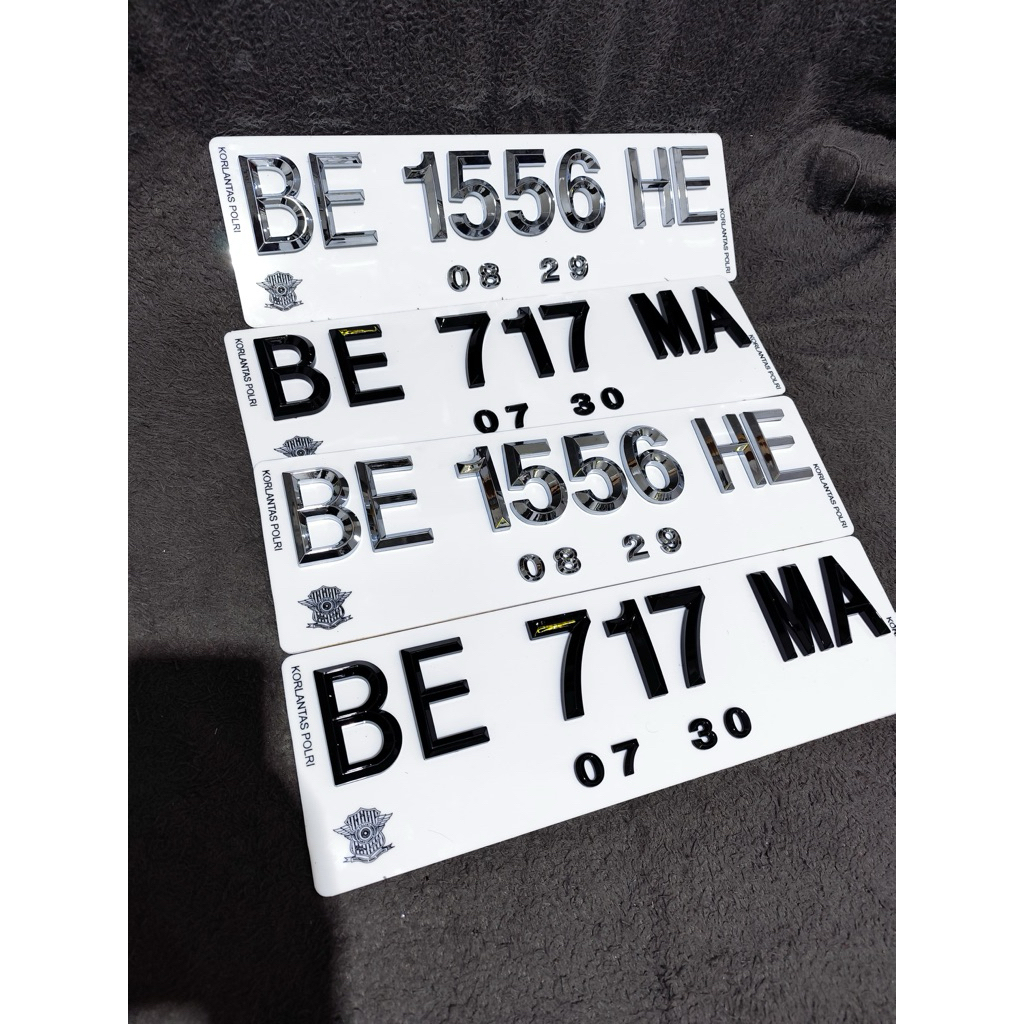 KORLANTAS POLRI
BE 1556 HE
KORLANTAS POLRI
08 29
KORLANTAS POLRI
BE 717 MA
KORLANTAS POLRI
07 30
KORLANTAS POLRI
BE 1556 HE
KORLANTAS POLRI
08 29
KORLANTAS POLRI
BE 717 MA
07 30